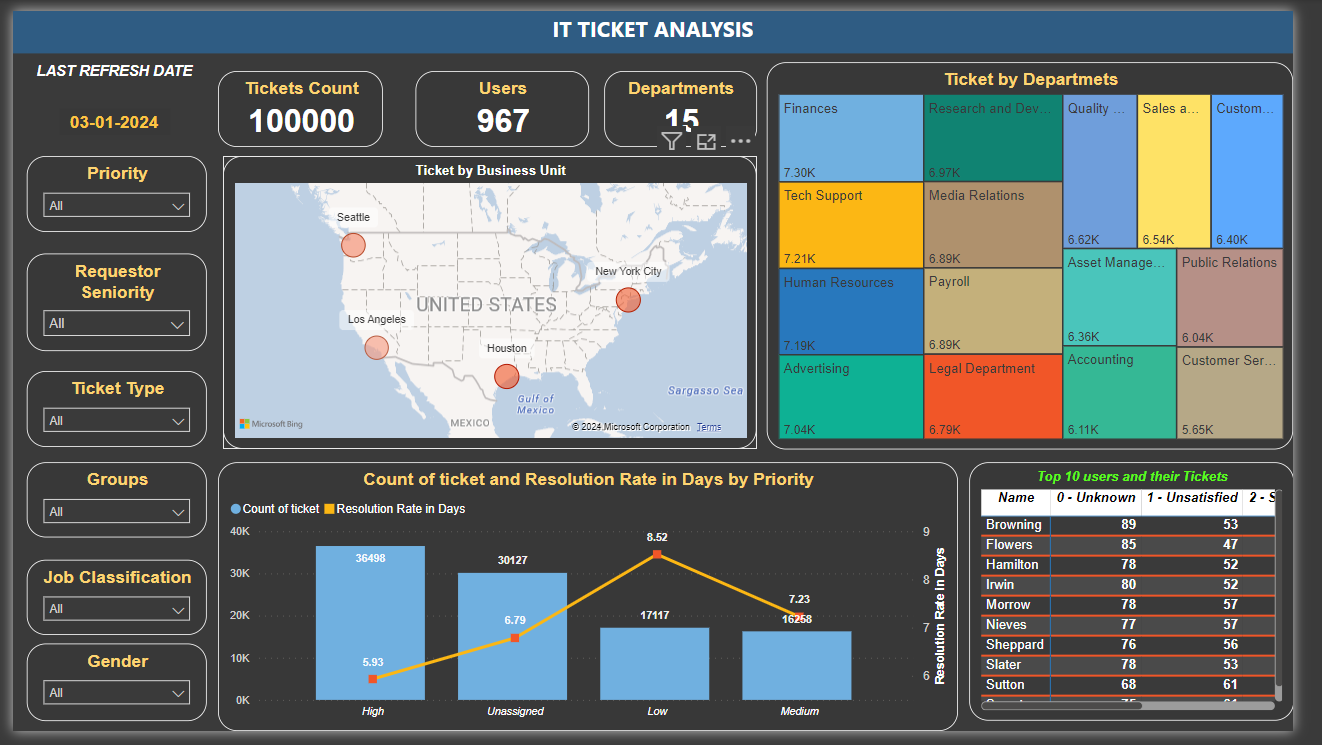 IT TICKET ANALYSIS
LAST REFRESH DATE
03-01-2024
Tickets Count
100000
Users
967
Departments
15
Priority
All
Requestor
Seniority
All
Ticket Type
All
Groups
All
Job Classification
All
Gender
All
Ticket by Business Unit
Seattle
New York City
UNITED STATES
Los Angeles
Houston
Gulf of
Mexico
Sargasso Sea
MEXICO
Microsoft Bing
© 2024 Microsoft Corporation Terms
Ticket by Departmets
Finances
7.30K
Tech Support
7.21K
Human Resources
7.19K
Advertising
7.04K
Research and Dev...
6.97K
Media Relations
6.89K
Payroll
6.89K
Legal Department
6.79K
Quality ...
6.62K
Sales a...
6.54K
Custom...
6.40K
Asset Manage...
6.36K
Public Relations
6.04K
Accounting
6.11K
Customer Ser...
5.65K
Count of ticket and Resolution Rate in Days by Priority
Count of ticket Resolution Rate in Days
40K
30K
20K
10K
0K
36498
30127
17117
16258
5.93
6.79
8.52
7.23
9
8
7
6
Resolution Rate in Days
High Unassigned Low Medium
Top 10 users and their Tickets
Name 0 - Unknown 1 - Unsatisfied 2 - S
Browning 89 53
Flowers 85 47
Hamilton 78 52
Irwin 80 52
Morrow 78 57
Nieves 77 57
Sheppard 76 56
Slater 78 53
Sutton 68 61